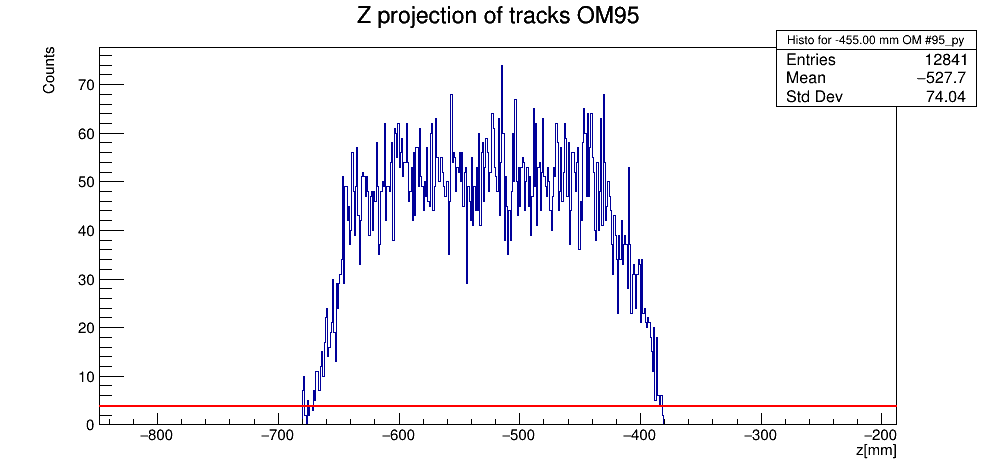 Z projection of tracks OM95
Histo for -455.00 mm OM #95_py
Entries 12841
Mean −527.7
Std Dev 74.04
Counts
70
60
50
40
30
20
10
0
−800 −700 −600 −500 −400 −300 −200
z[mm]